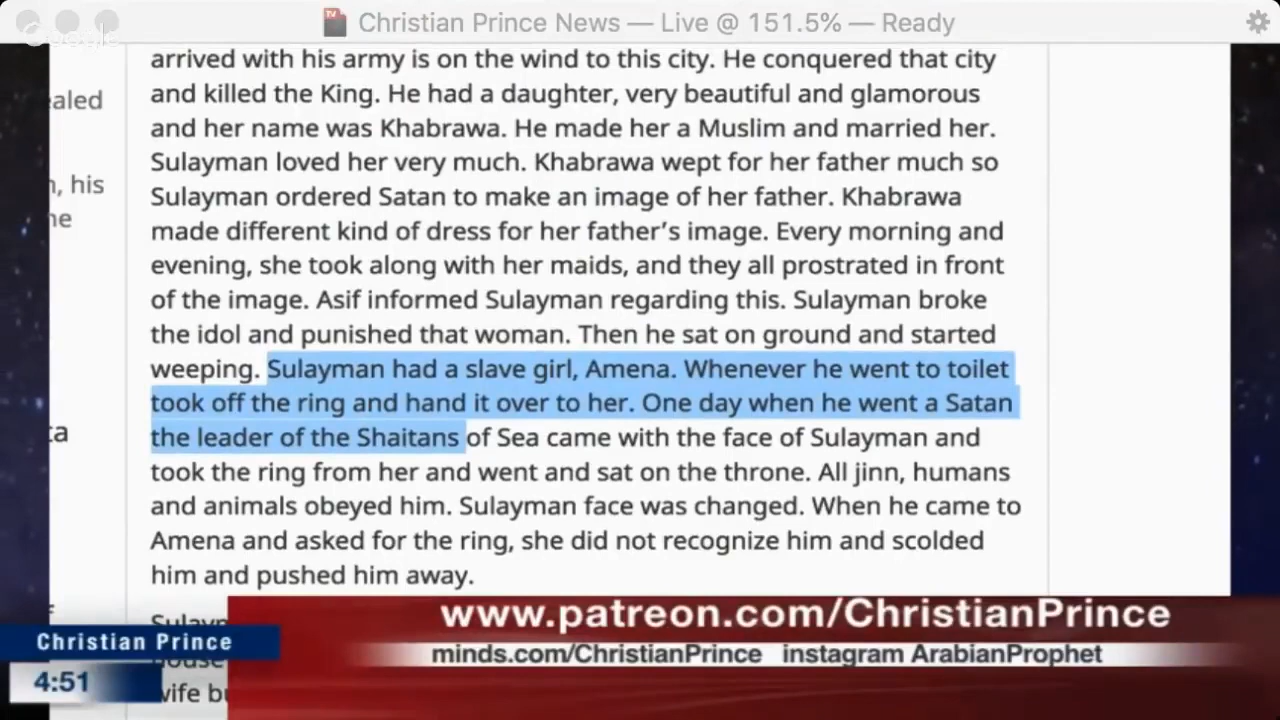 Christian Prince News — Live @ 151.5% — Ready
Google
arrived with his army is on the wind to this city. He conquered that city
and killed the King. He had a daughter, very beautiful and glamorous
and her name was Khabrawa. He made her a Muslim and married her.
Sulayman loved her very much. Khabrawa wept for her father much so
Sulayman ordered Satan to make an image of her father. Khabrawa
made different kind of dress for her father's image. Every morning and
evening, she took along with her maids, and they all prostrated in front
of the image. Asif informed Sulayman regarding this. Sulayman broke
the idol and punished that woman. Then he sat on ground and started
weeping. Sulayman had a slave girl, Amena. Whenever he went to toilet
took off the ring and hand it over to her. One day when he went a Satan
the leader of the Shaitans of Sea came with the face of Sulayman and
took the ring from her and went and sat on the throne. All jinn, humans
and animals obeyed him. Sulayman face was changed. When he came to
Amena and asked for the ring, she did not recognize him and scolded
him and pushed him away.
www.patreon.com/ChristianPrince
Christian Prince
minds.com/ChristianPrince instagram ArabianProphet
4:51